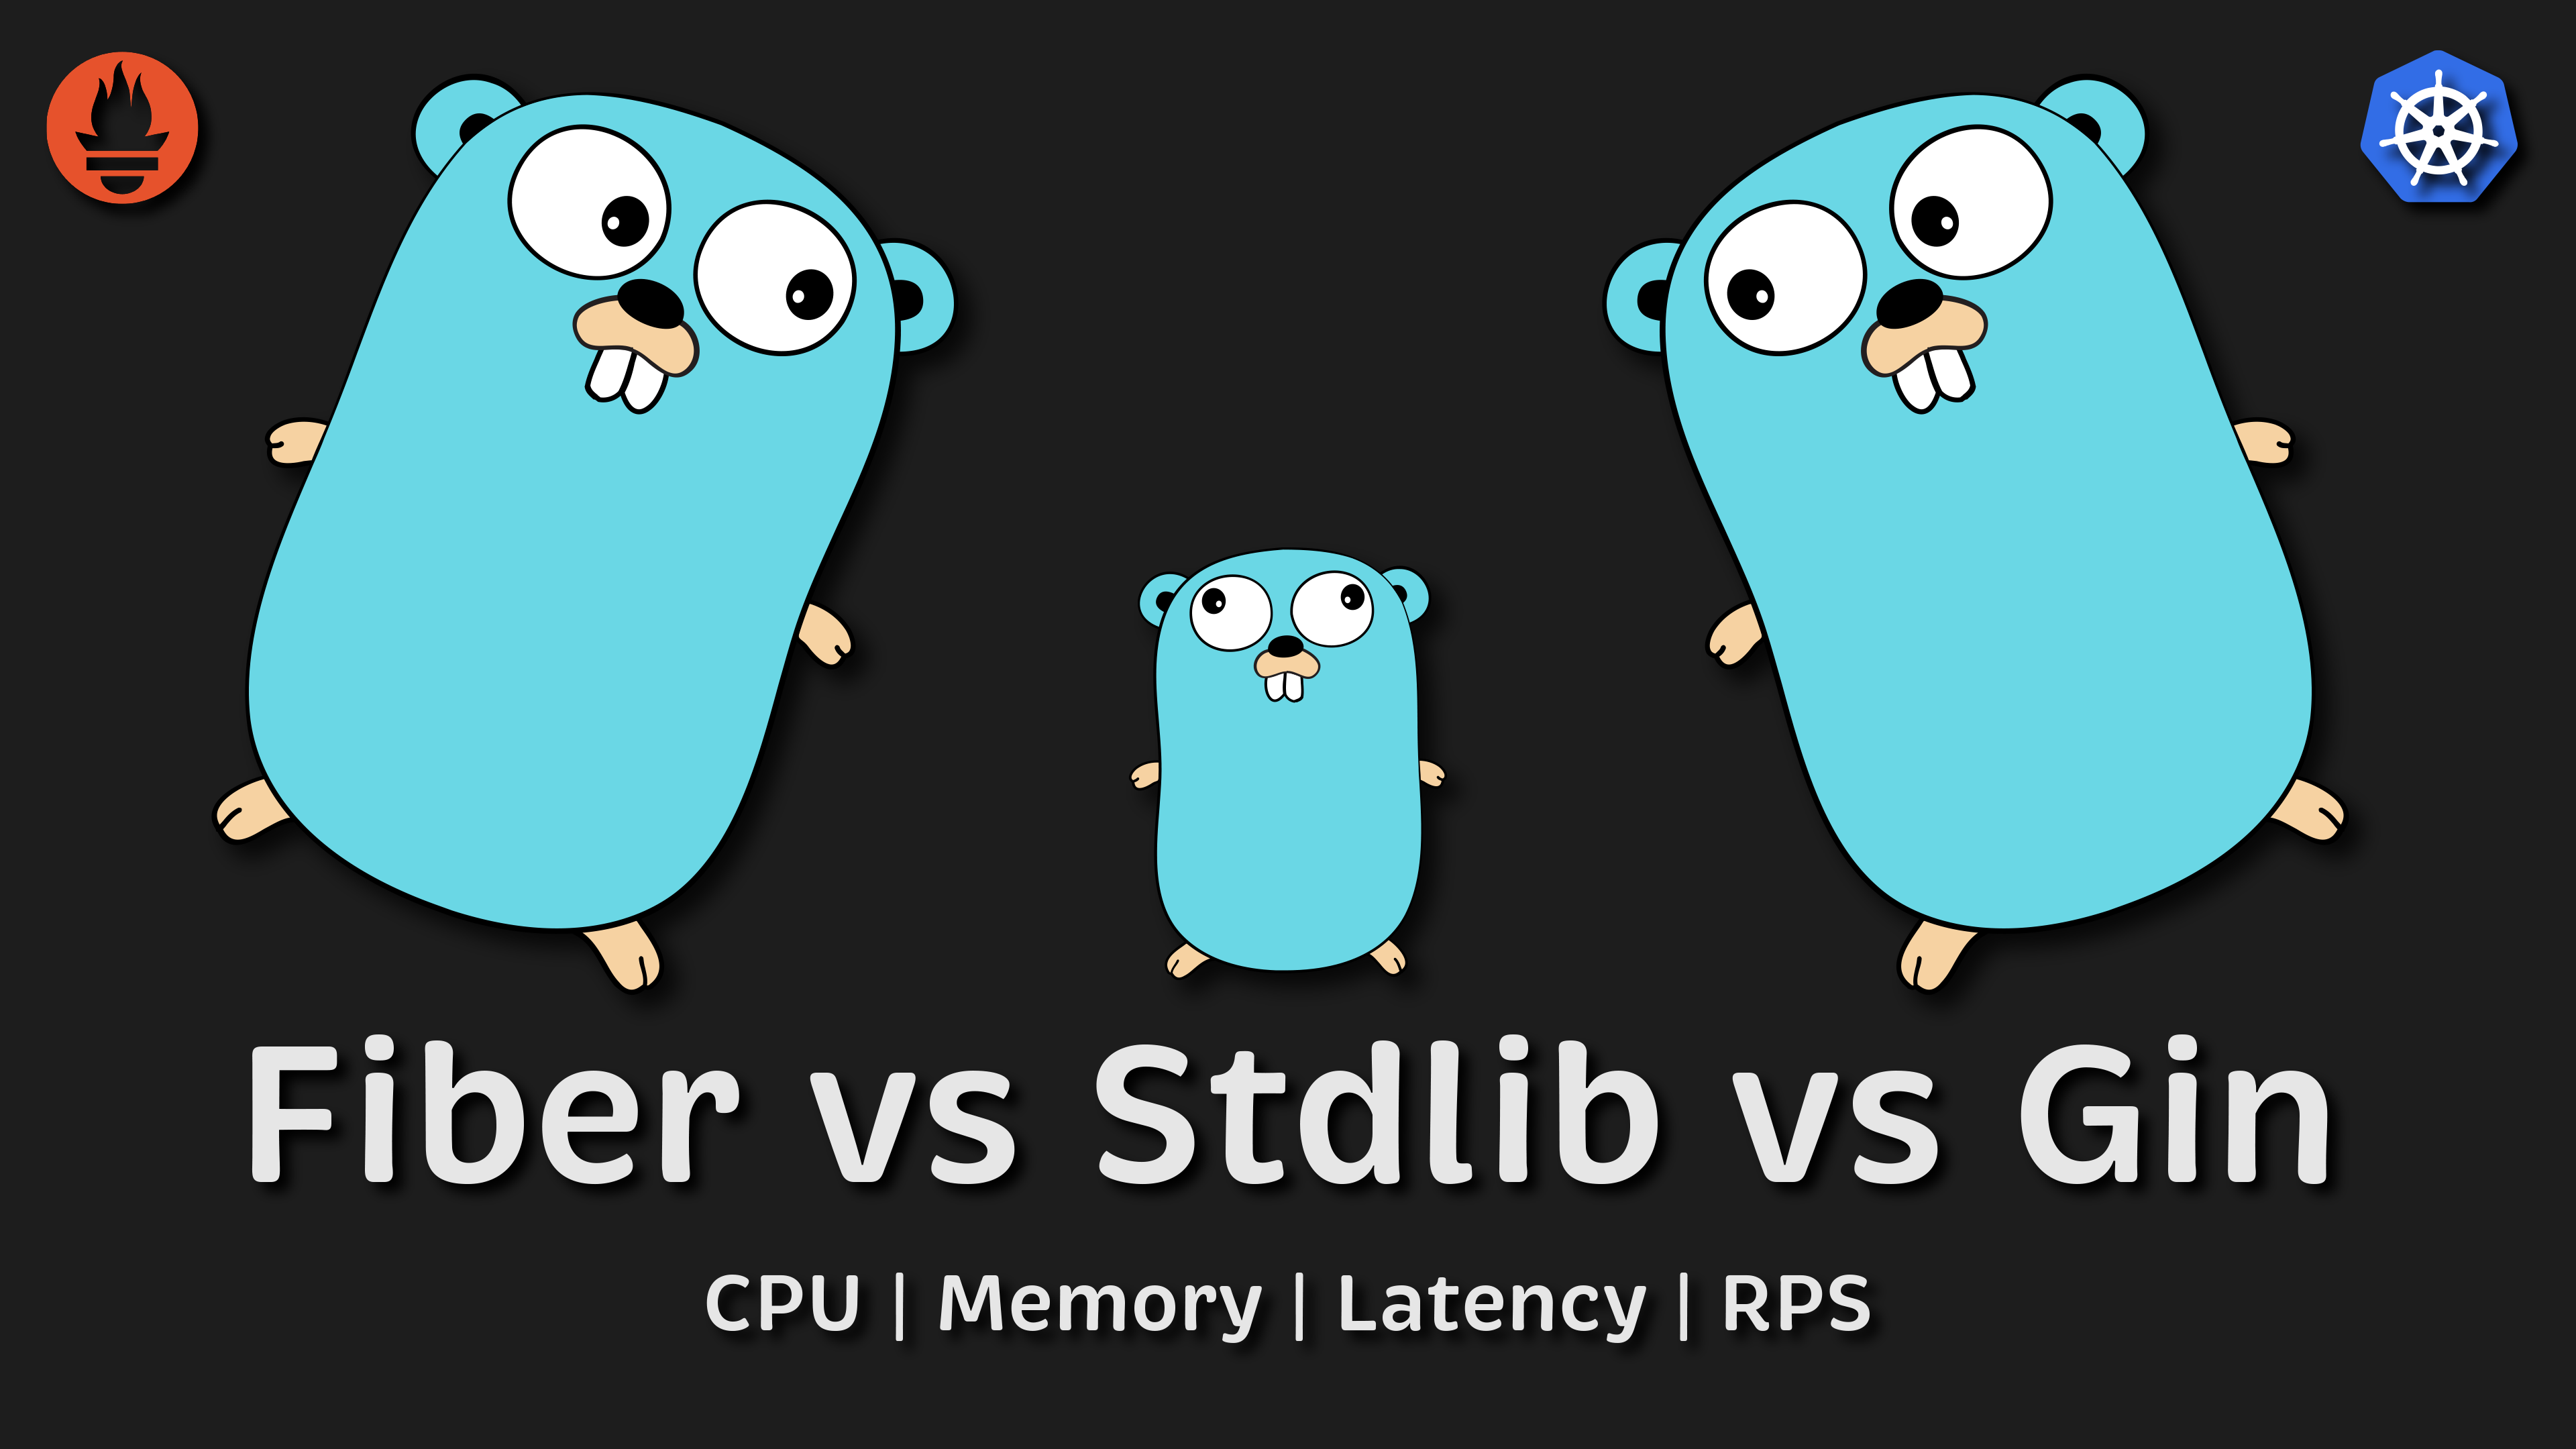 Fiber vs Stdlib vs Gin
CPU | Memory | Latency | RPS